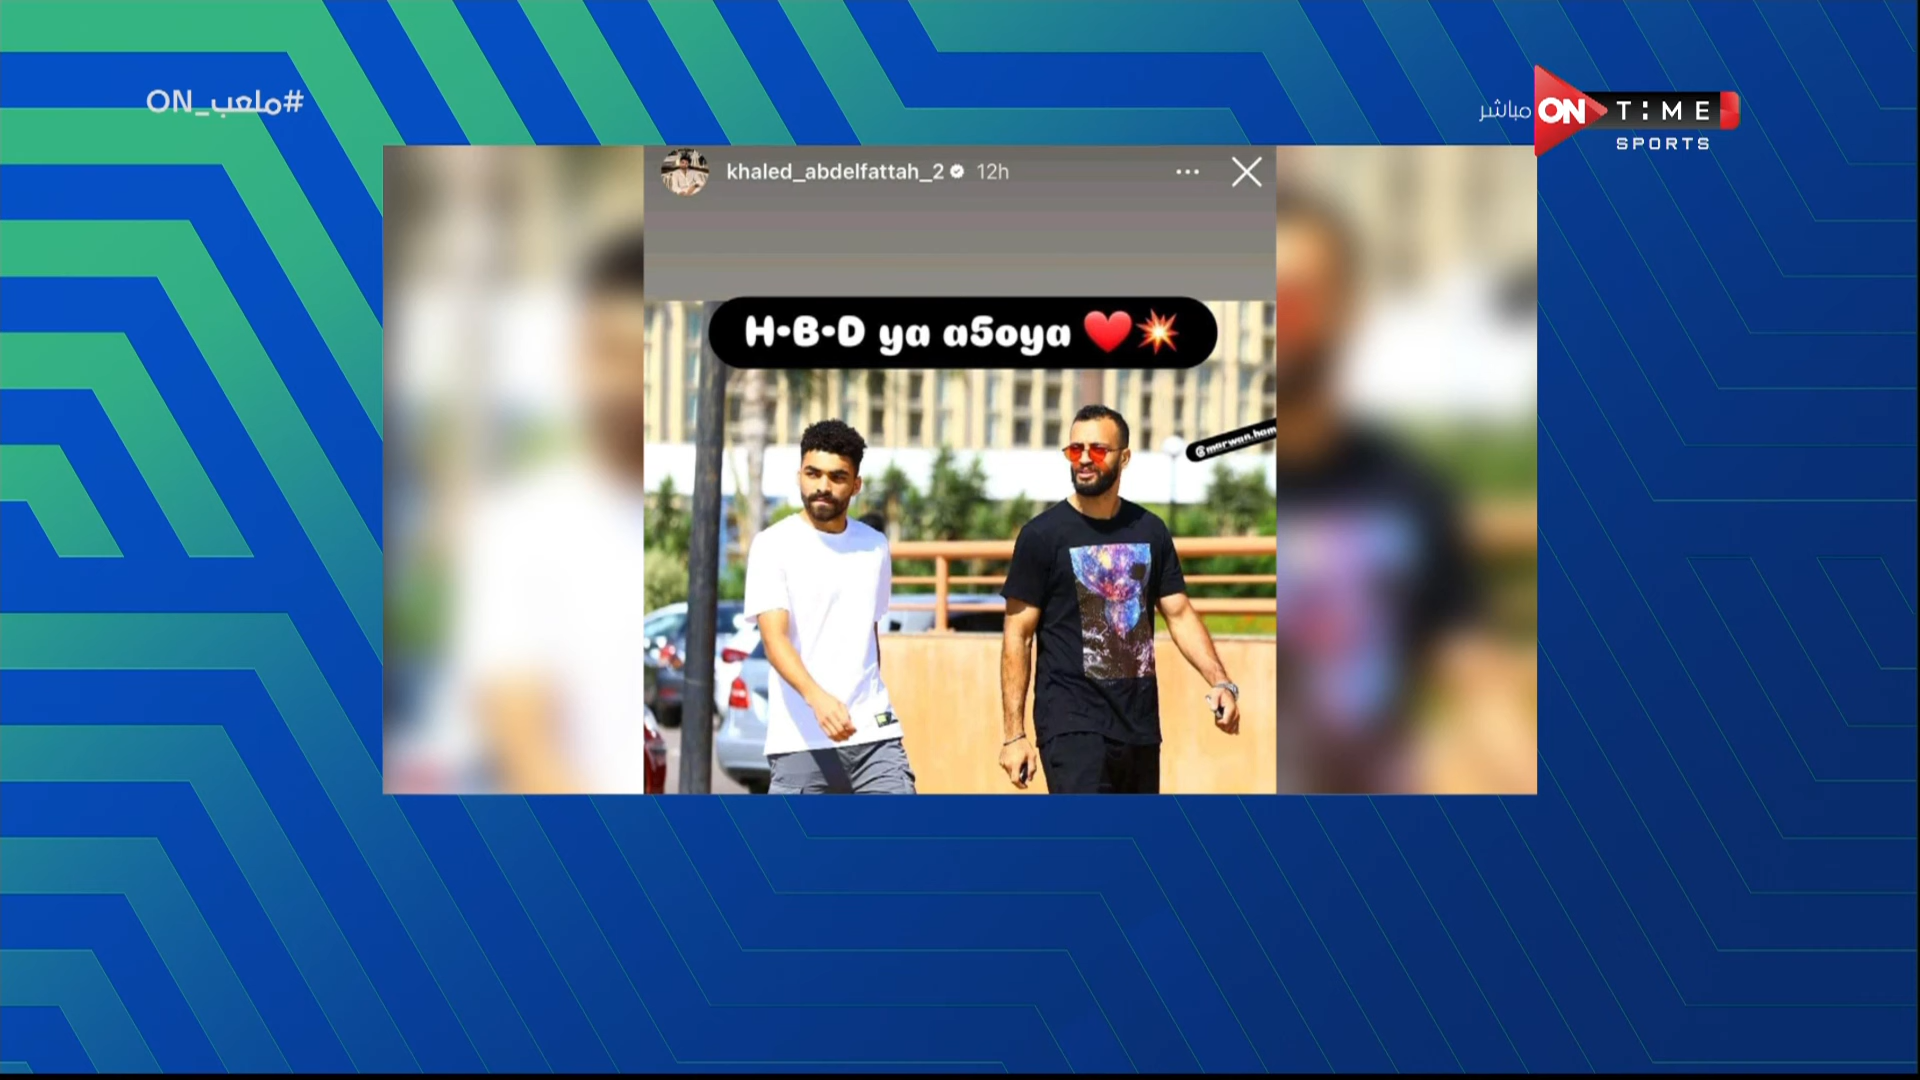 #ملعب_ON
مباشر
ON TIME
SPORTS
khaled_abdelfattah_2 12h
H•B•D ya a5oya ❤️💥
@marwan.ham